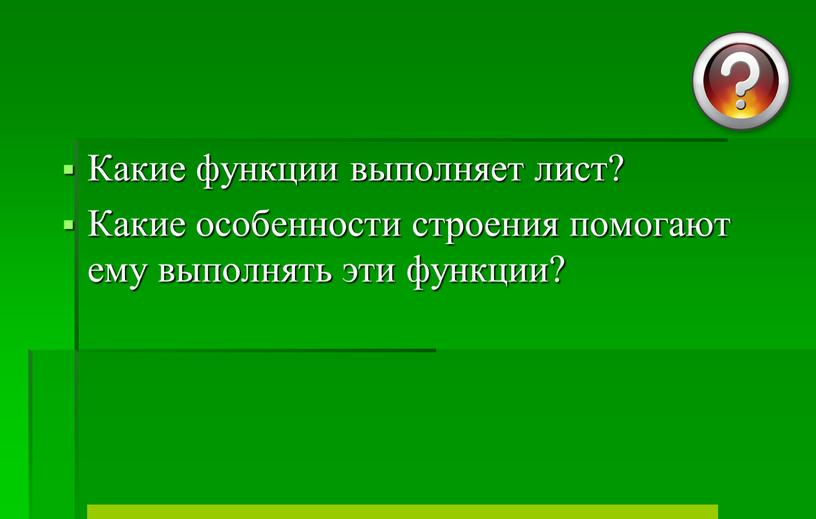 Какие функции выполняет лист?
Какие особенности строения помогают
ему выполнять эти функции?